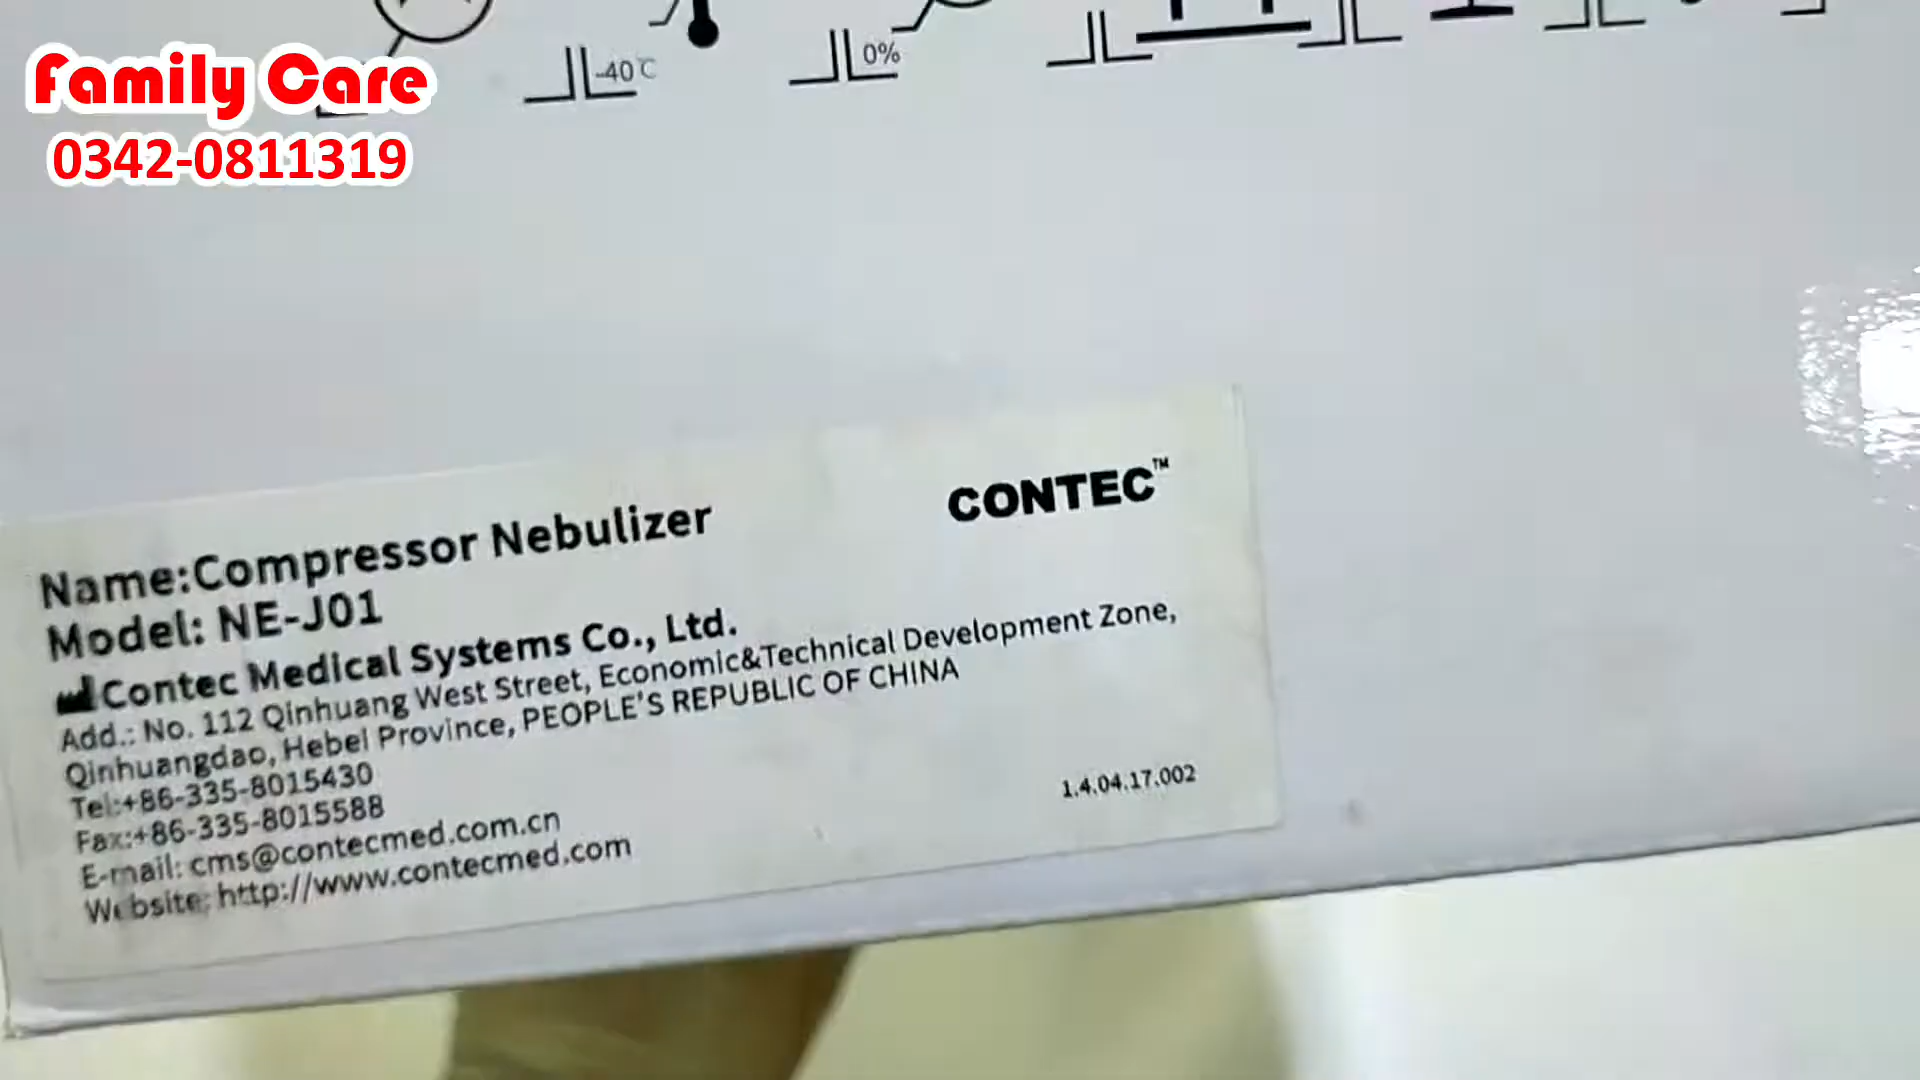 Family Care
0342-0811319
-40℃
0%
CONTEC™
Name:Compressor Nebulizer
Model: NE-J01
Contec Medical Systems Co., Ltd.
Add.: No. 112 Qinhuang West Street, Economic&Technical Development Zone,
Qinhuangdao, Hebei Province, PEOPLE'S REPUBLIC OF CHINA
Tel:+86-335-8015430
Fax:+86-335-8015588
E-mail: cms@contecmed.com.cn
Website: http://www.contecmed.com
1.4.04.17.002